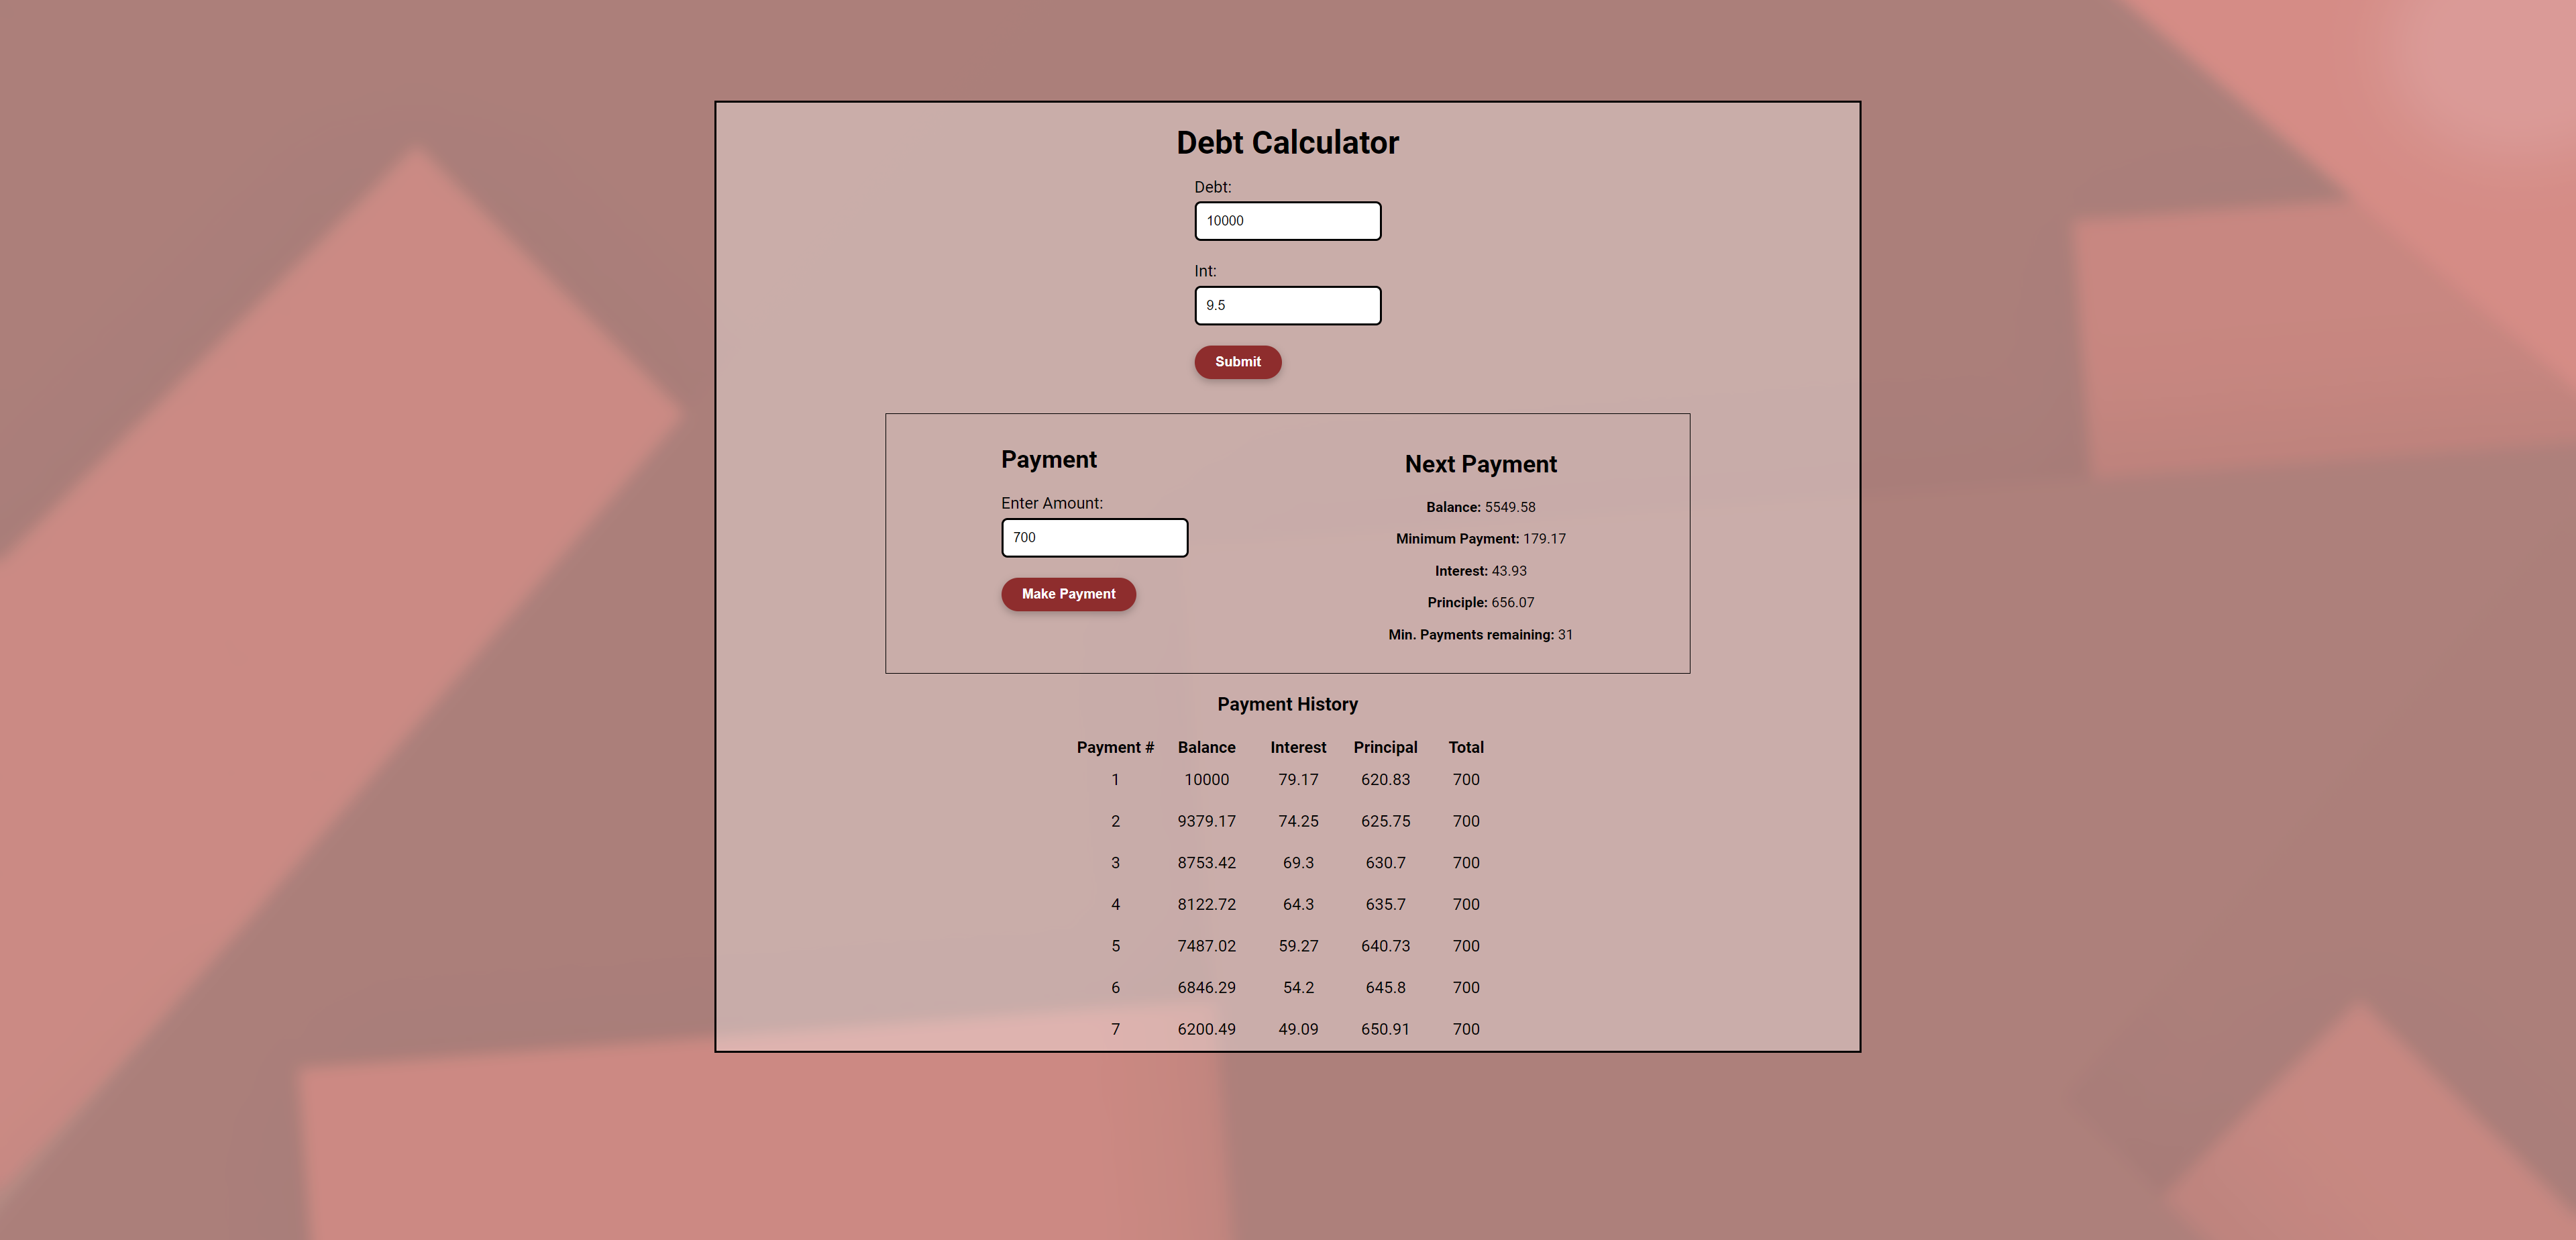 Debt Calculator
Debt:
10000
Int:
9.5
Submit
Payment
Enter Amount:
700
Make Payment
Next Payment
Balance: 5549.58
Minimum Payment: 179.17
Interest: 43.93
Principle: 656.07
Min. Payments remaining: 31
Payment History
Payment # Balance Interest Principal Total
1 10000 79.17 620.83 700
2 9379.17 74.25 625.75 700
3 8753.42 69.3 630.7 700
4 8122.72 64.3 635.7 700
5 7487.02 59.27 640.73 700
6 6846.29 54.2 645.8 700
7 6200.49 49.09 650.91 700